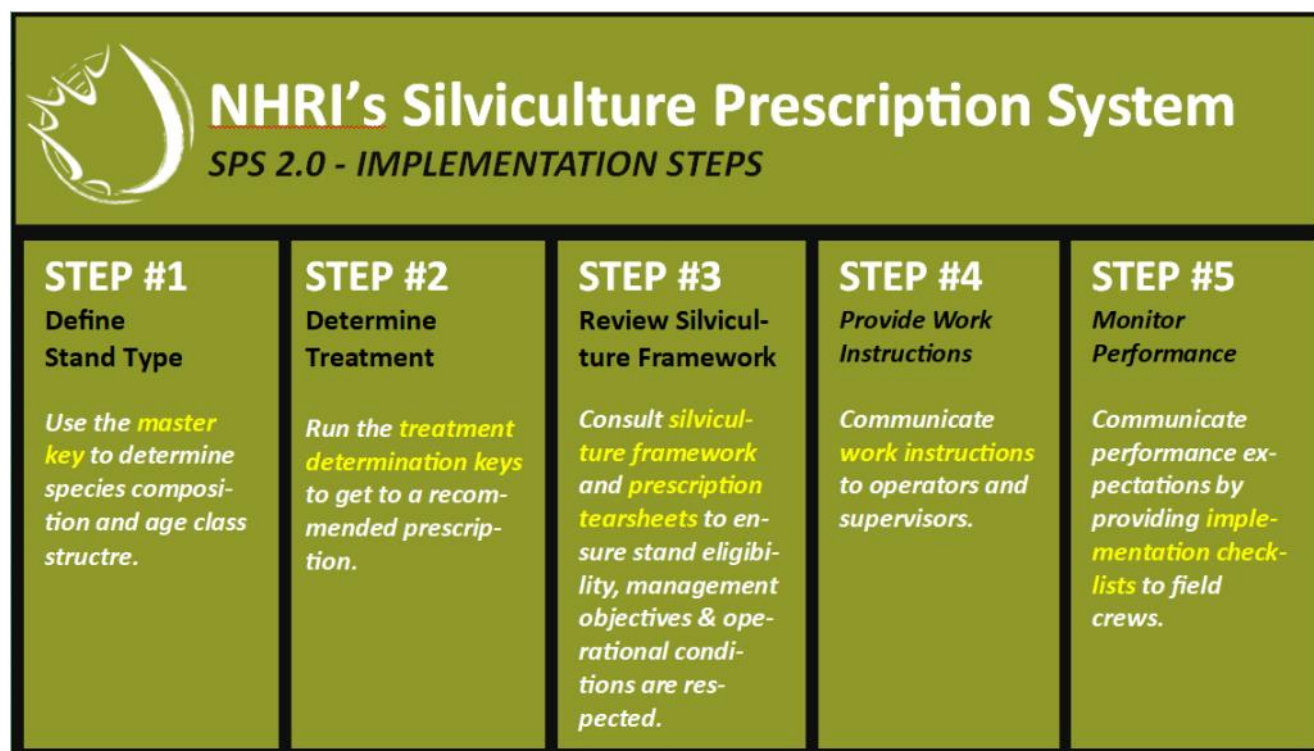 NHRI's Silviculture Prescription System
SPS 2.0 - IMPLEMENTATION STEPS
STEP #1
Define
Stand Type
Use the master
key to determine
species composi-
tion and age class
structre.
STEP #2
Determine
Treatment
Run the treatment
determination keys
to get to a recom-
mended prescrip-
tion.
STEP #3
Review Silvicul-
ture Framework
Consult silvicul-
ture framework
and prescription
tearsheets to en-
sure stand eligibi-
lity, management
objectives & ope-
rational condi-
tions are res-
pected.
STEP #4
Provide Work
Instructions
Communicate
work instructions
to operators and
supervisors.
STEP #5
Monitor
Performance
Communicate
performance ex-
pectations by
providing imple-
mentation check-
lists to field
crews.